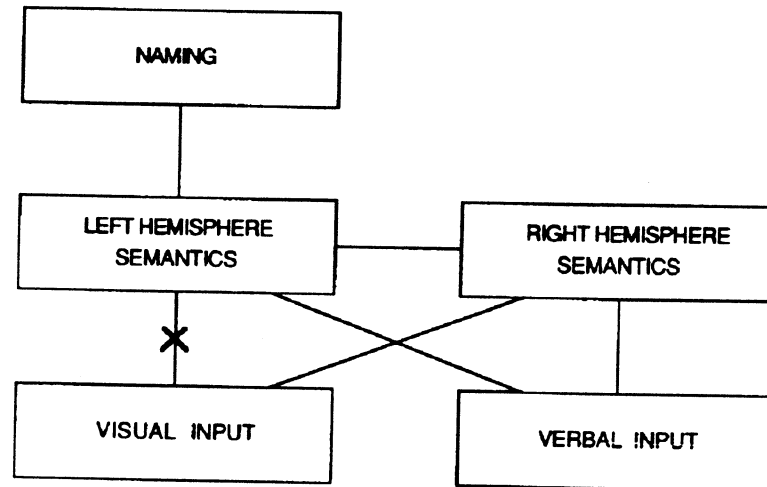 NAMING
LEFT HEMISPHERE
SEMANTICS
RIGHT HEMISPHERE
SEMANTICS
VISUAL INPUT
VERBAL INPUT